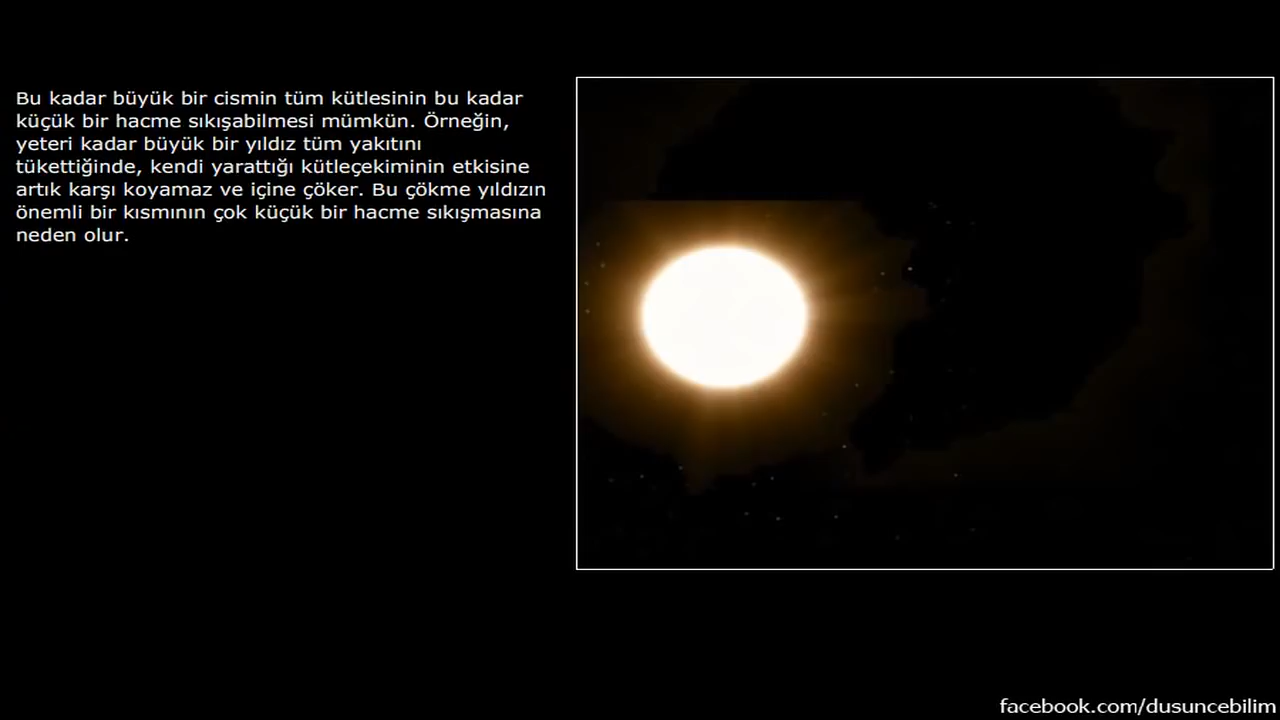 Bu kadar büyük bir cismin tüm kütlesinin bu kadar
küçük bir hacme sıkışabilmesi mümkün. Örneğin,
yeteri kadar büyük bir yıldız tüm yakıtını
tükettiğinde, kendi yarattığı kütleçekiminin etkisine
artık karşı koyamaz ve içine çöker. Bu çökme yıldızın
önemli bir kısmının çok küçük bir hacme sıkışmasına
neden olur.
facebook.com/dusuncebilim